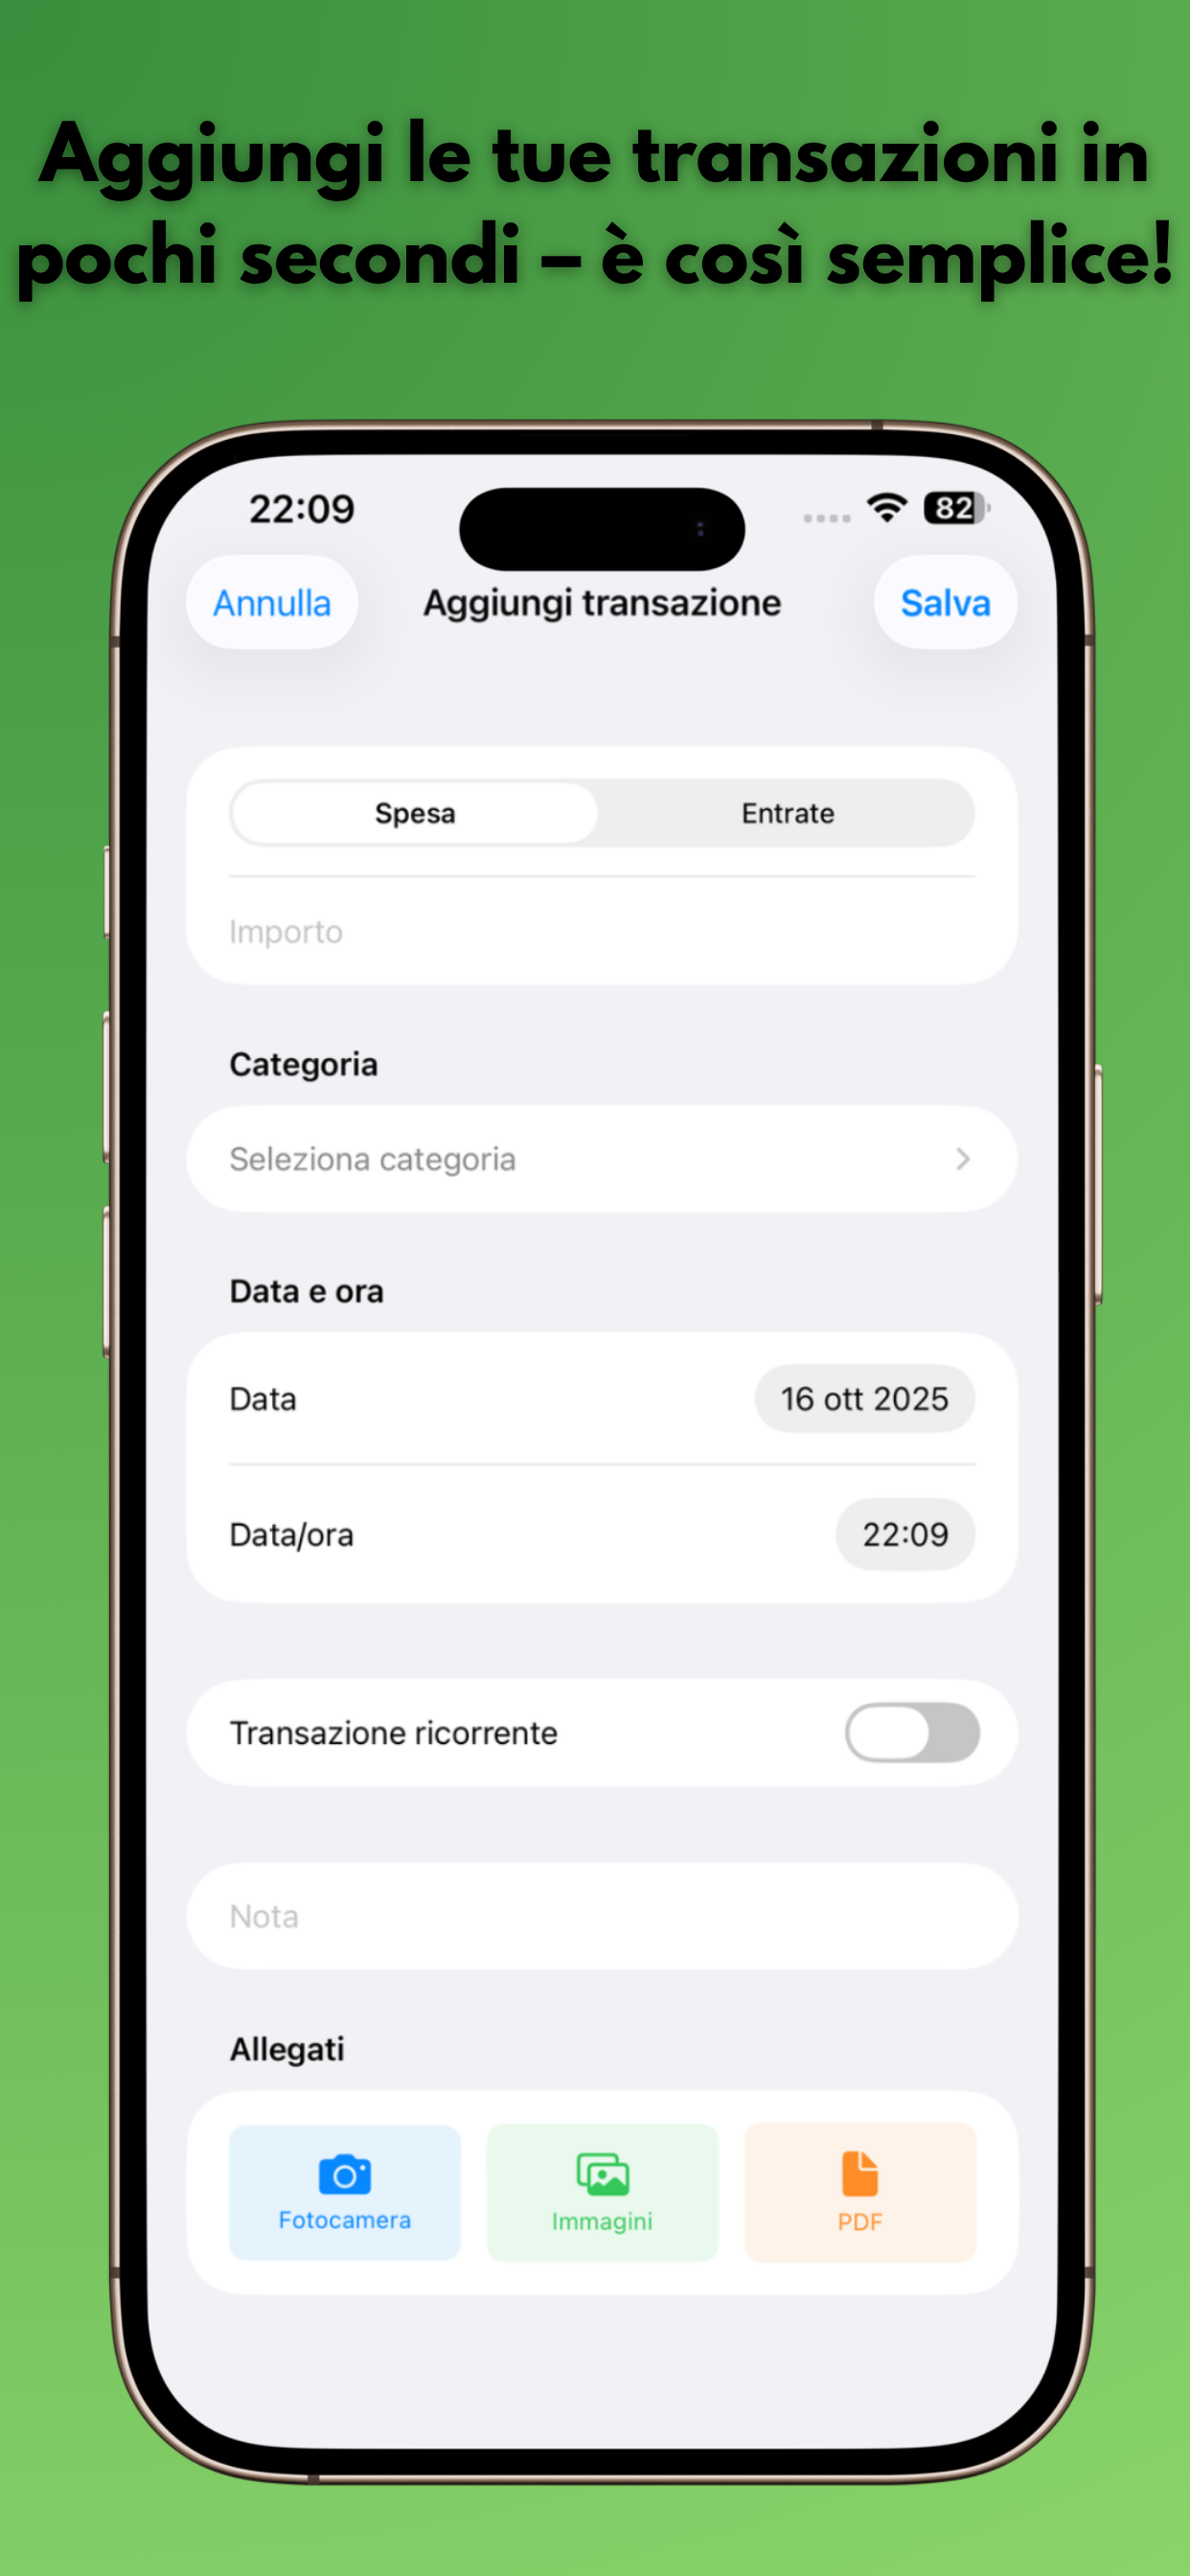 Aggiungi le tue transazioni in
pochi secondi – è così semplice!
22:09
82
Annulla
Aggiungi transazione
Salva
Spesa
Entrate
Importo
Categoria
Seleziona categoria
Data e ora
Data
16 ott 2025
Data/ora
22:09
Transazione ricorrente
Nota
Allegati
Fotocamera
Immagini
PDF